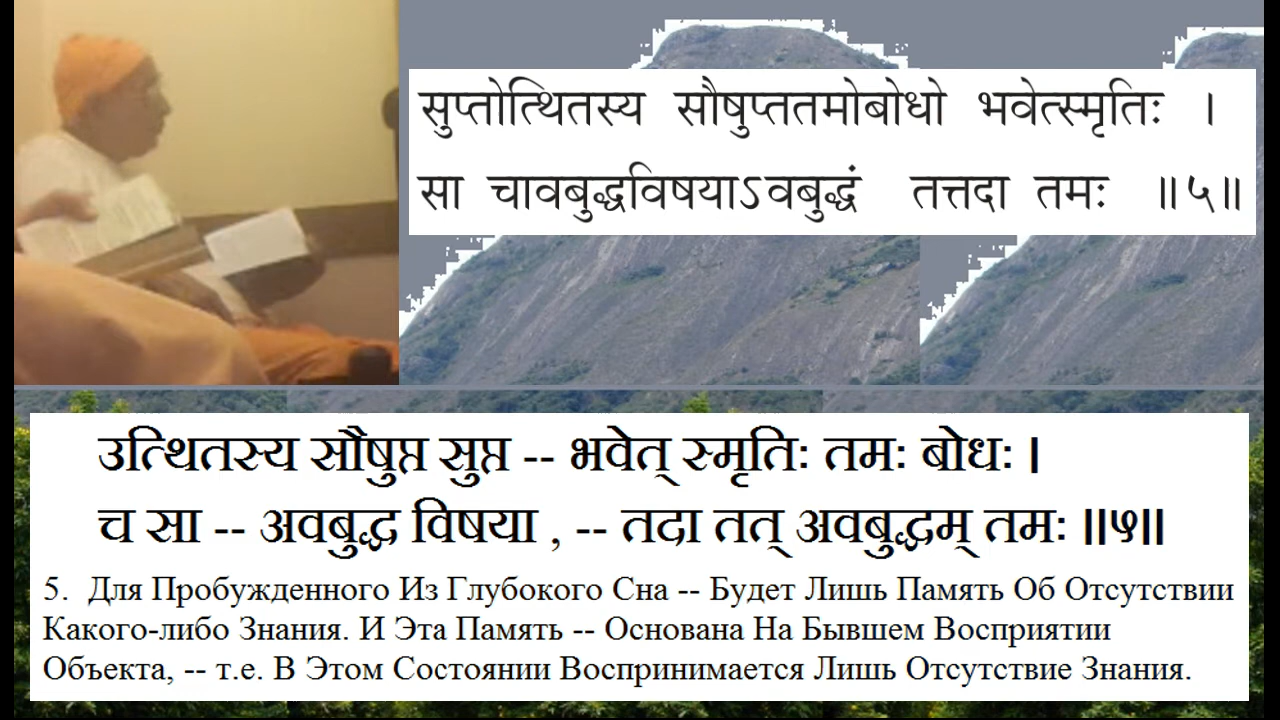 सुप्तोत्थितस्य सौषुप्ततमोबोधो भवेत्स्मृतिः ।
सा चावबुद्धविषयाऽवबुद्धं तत्तदा तमः ॥५॥
उत्थितस्य सौषुप्त सुप्त -- भवेत् स्मृतिः तमः बोधः ।
च सा -- अवबुद्ध विषया , -- तदा तत् अवबुद्धम् तमः ॥५॥
5. Для Пробужденного Из Глубокого Сна -- Будет Лишь Память Об Отсутствии
Какого-либо Знания. И Эта Память -- Основана На Бывшем Восприятии
Объекта, -- т.е. В Этом Состоянии Воспринимается Лишь Отсутствие Знания.